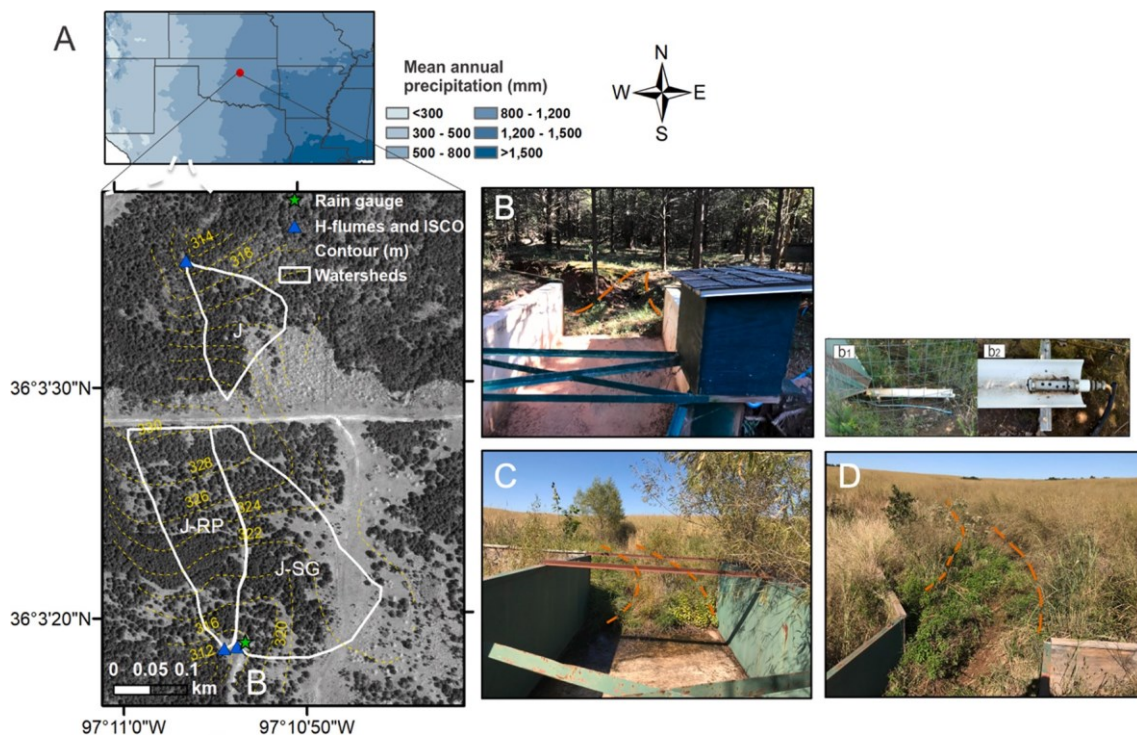 A
Mean annual
precipitation (mm)
<300
800 - 1,200
300 - 500
1,200 - 1,500
500 - 800
>1,500
N
W
E
S
Rain gauge
H-flumes and ISCO
Contour (m)
Watersheds
314
318
J
36°3'30"N
320
328
326
324
322
J-RP
J-SG
36°3'20"N
316
320
312
0 0.05 0.1
km
B
97°11'0"W
97°10'50"W
B
b1
b2
C
D